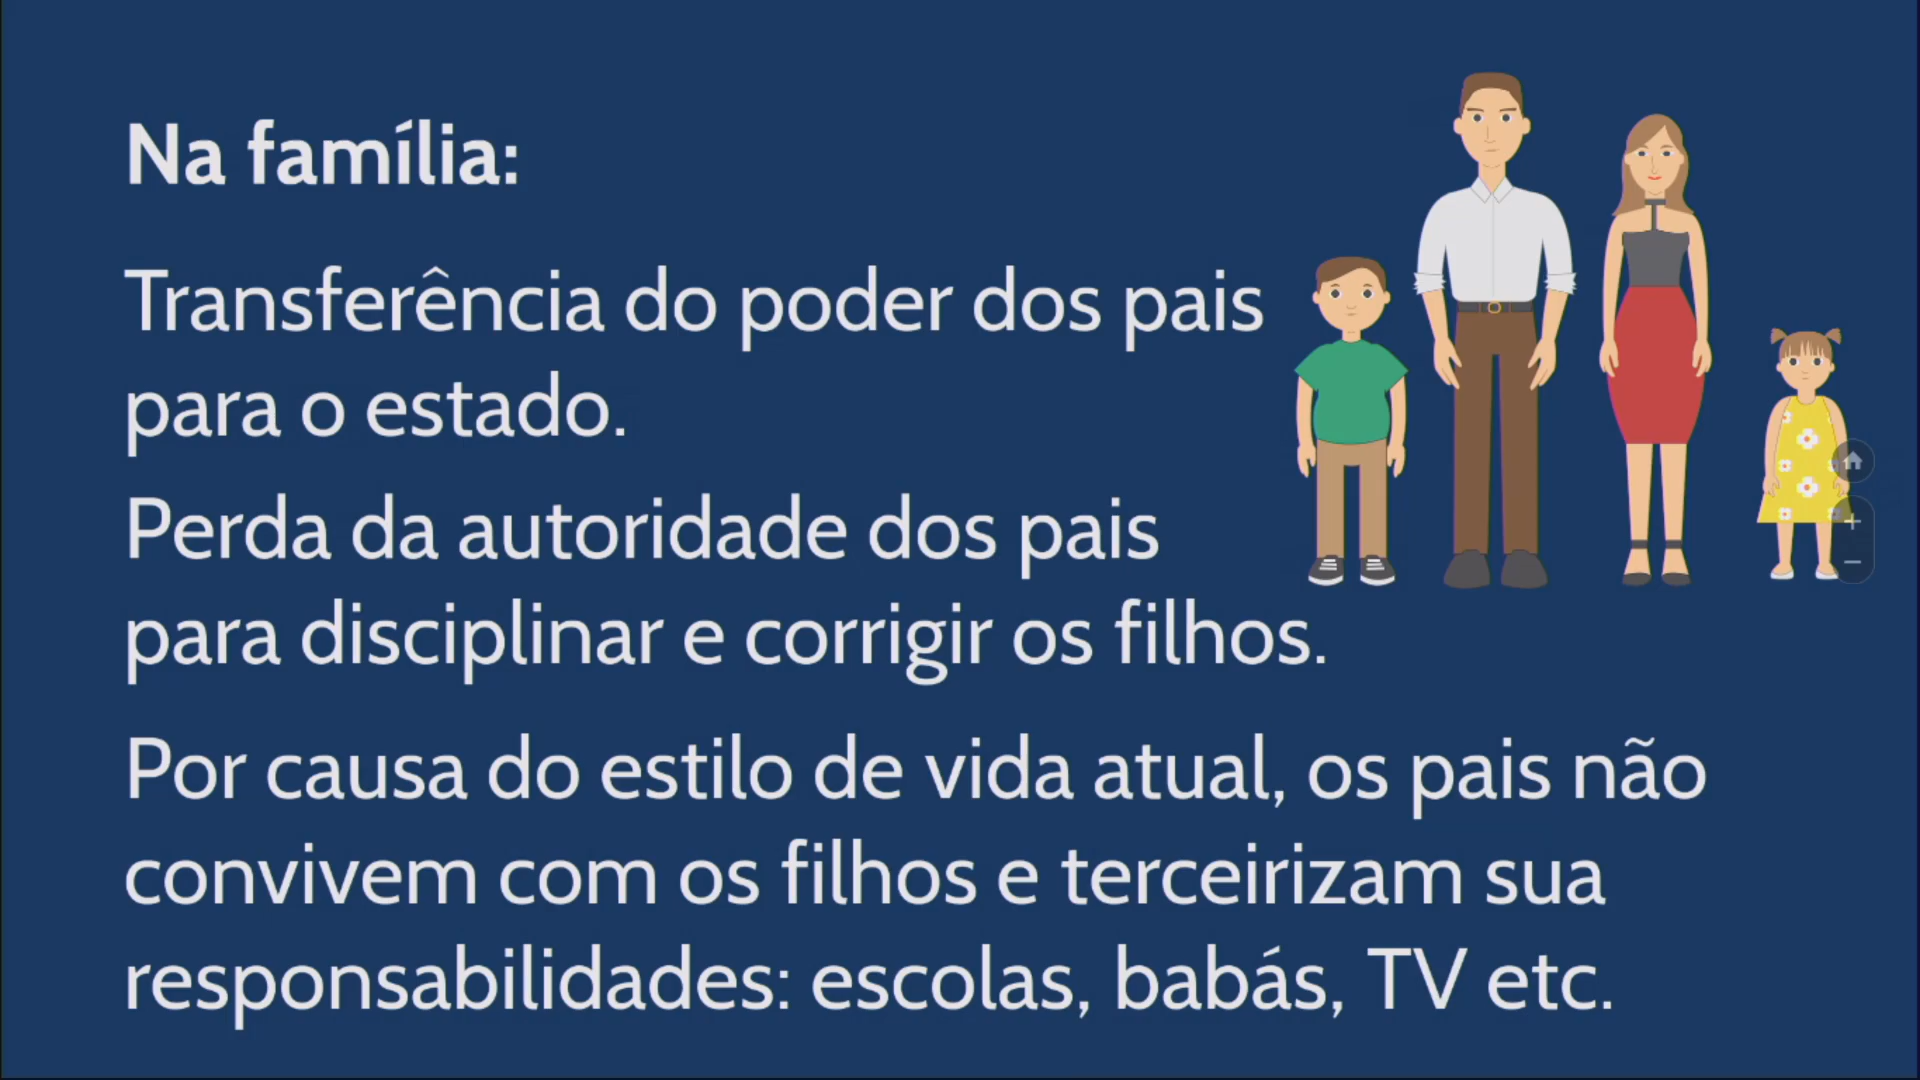 Na família:
Transferência do poder dos pais
para o estado.
Perda da autoridade dos pais
para disciplinar e corrigir os filhos.
Por causa do estilo de vida atual, os pais não
convivem com os filhos e terceirizam sua
responsabilidades: escolas, babás, TV etc.